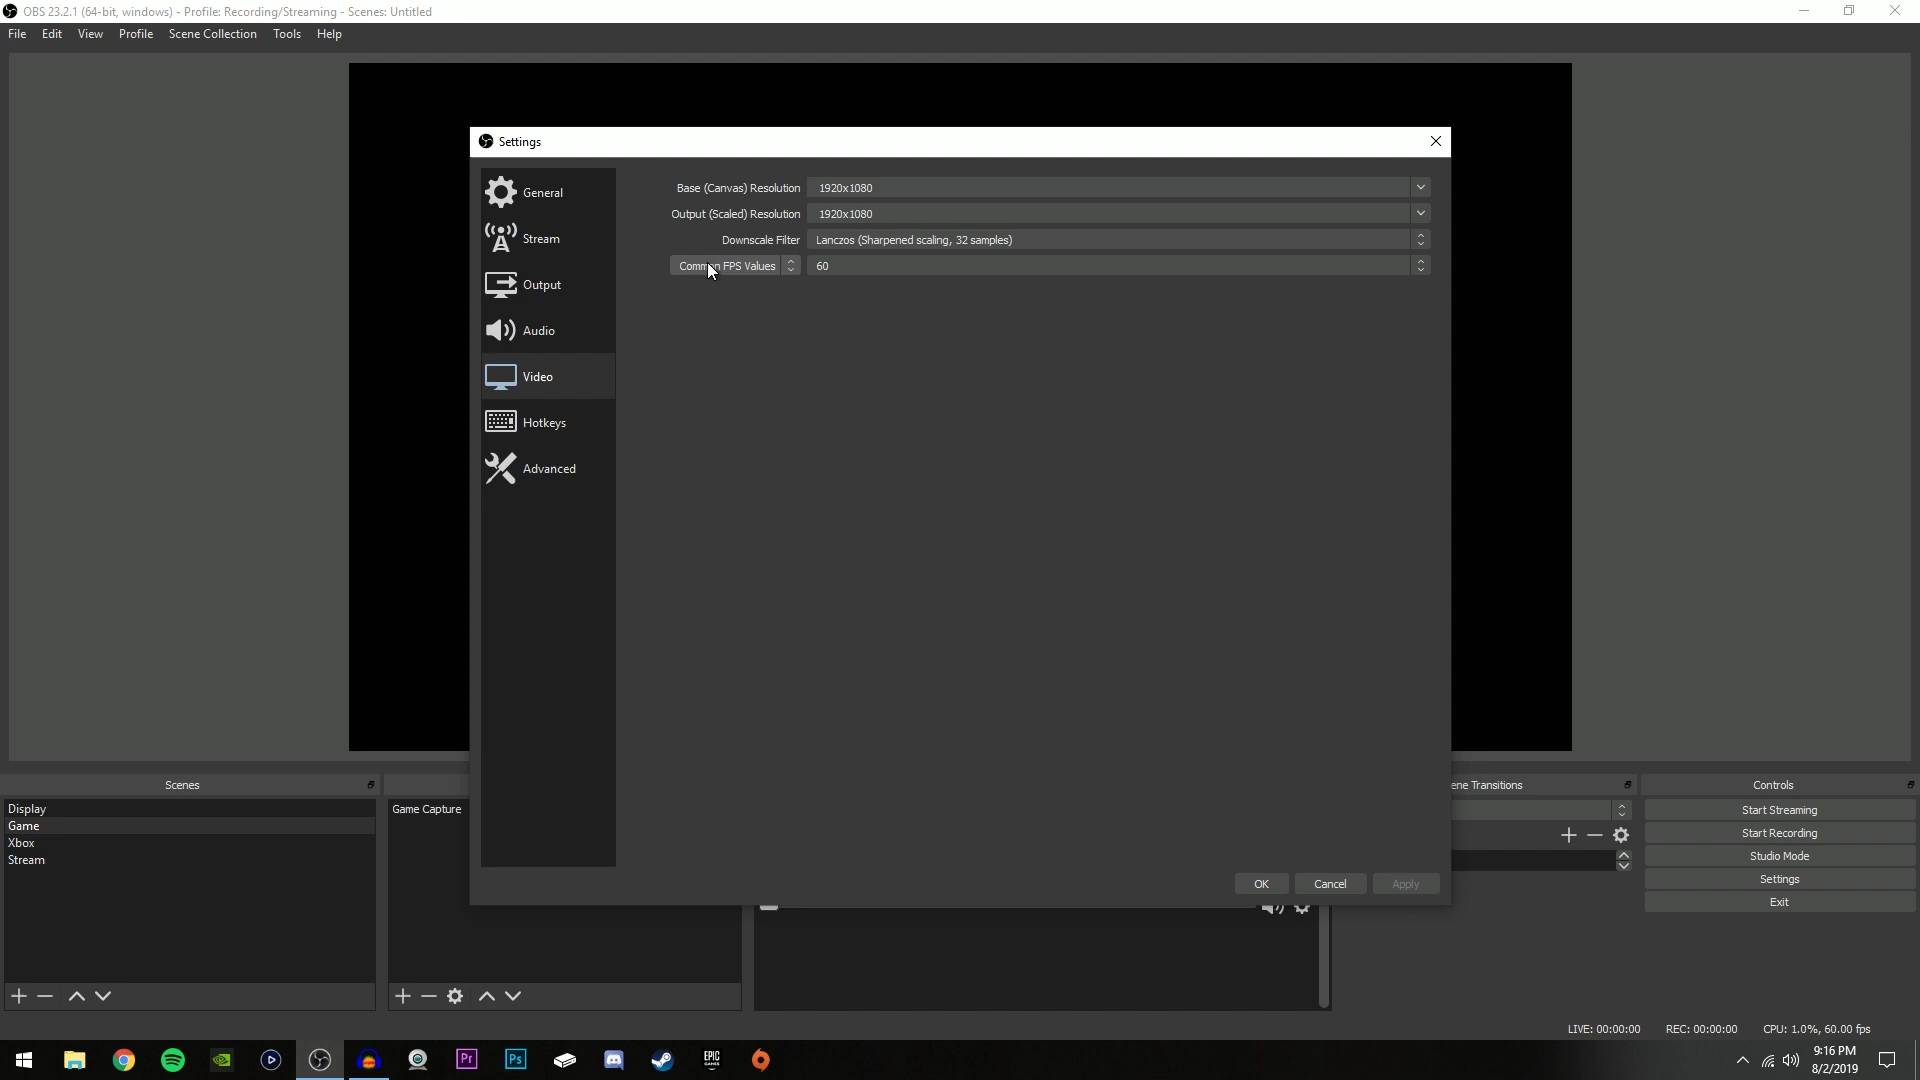 OBS 23.2.1 (64-bit, windows) - Profile: Recording/Streaming - Scenes: Untitled
File Edit View Profile Scene Collection Tools Help
Settings
General
Stream
Output
Audio
Video
Hotkeys
Advanced
Base (Canvas) Resolution 1920x1080
Output (Scaled) Resolution 1920x1080
Downscale Filter Lanczos (Sharpened scaling, 32 samples)
Common FPS Values 60
OK Cancel Apply
Scenes
Display
Game
Xbox
Stream
Game Capture
ene Transitions
Controls
Start Streaming
Start Recording
Studio Mode
Settings
Exit
LIVE: 00:00:00 REC: 00:00:00 CPU: 1.0%, 60.00 fps
Pr Ps EPIC GAMES
9:16 PM
8/2/2019